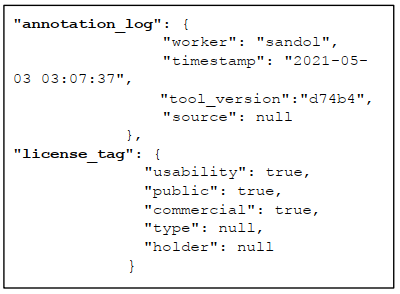 "annotation_log": {
"worker": "sandol",
"timestamp": "2021-05-
03 03:07:37",
"tool_version":"d74b4",
"source": null
},
"license_tag": {
"usability": true,
"public": true,
"commercial": true,
"type": null,
"holder": null
}